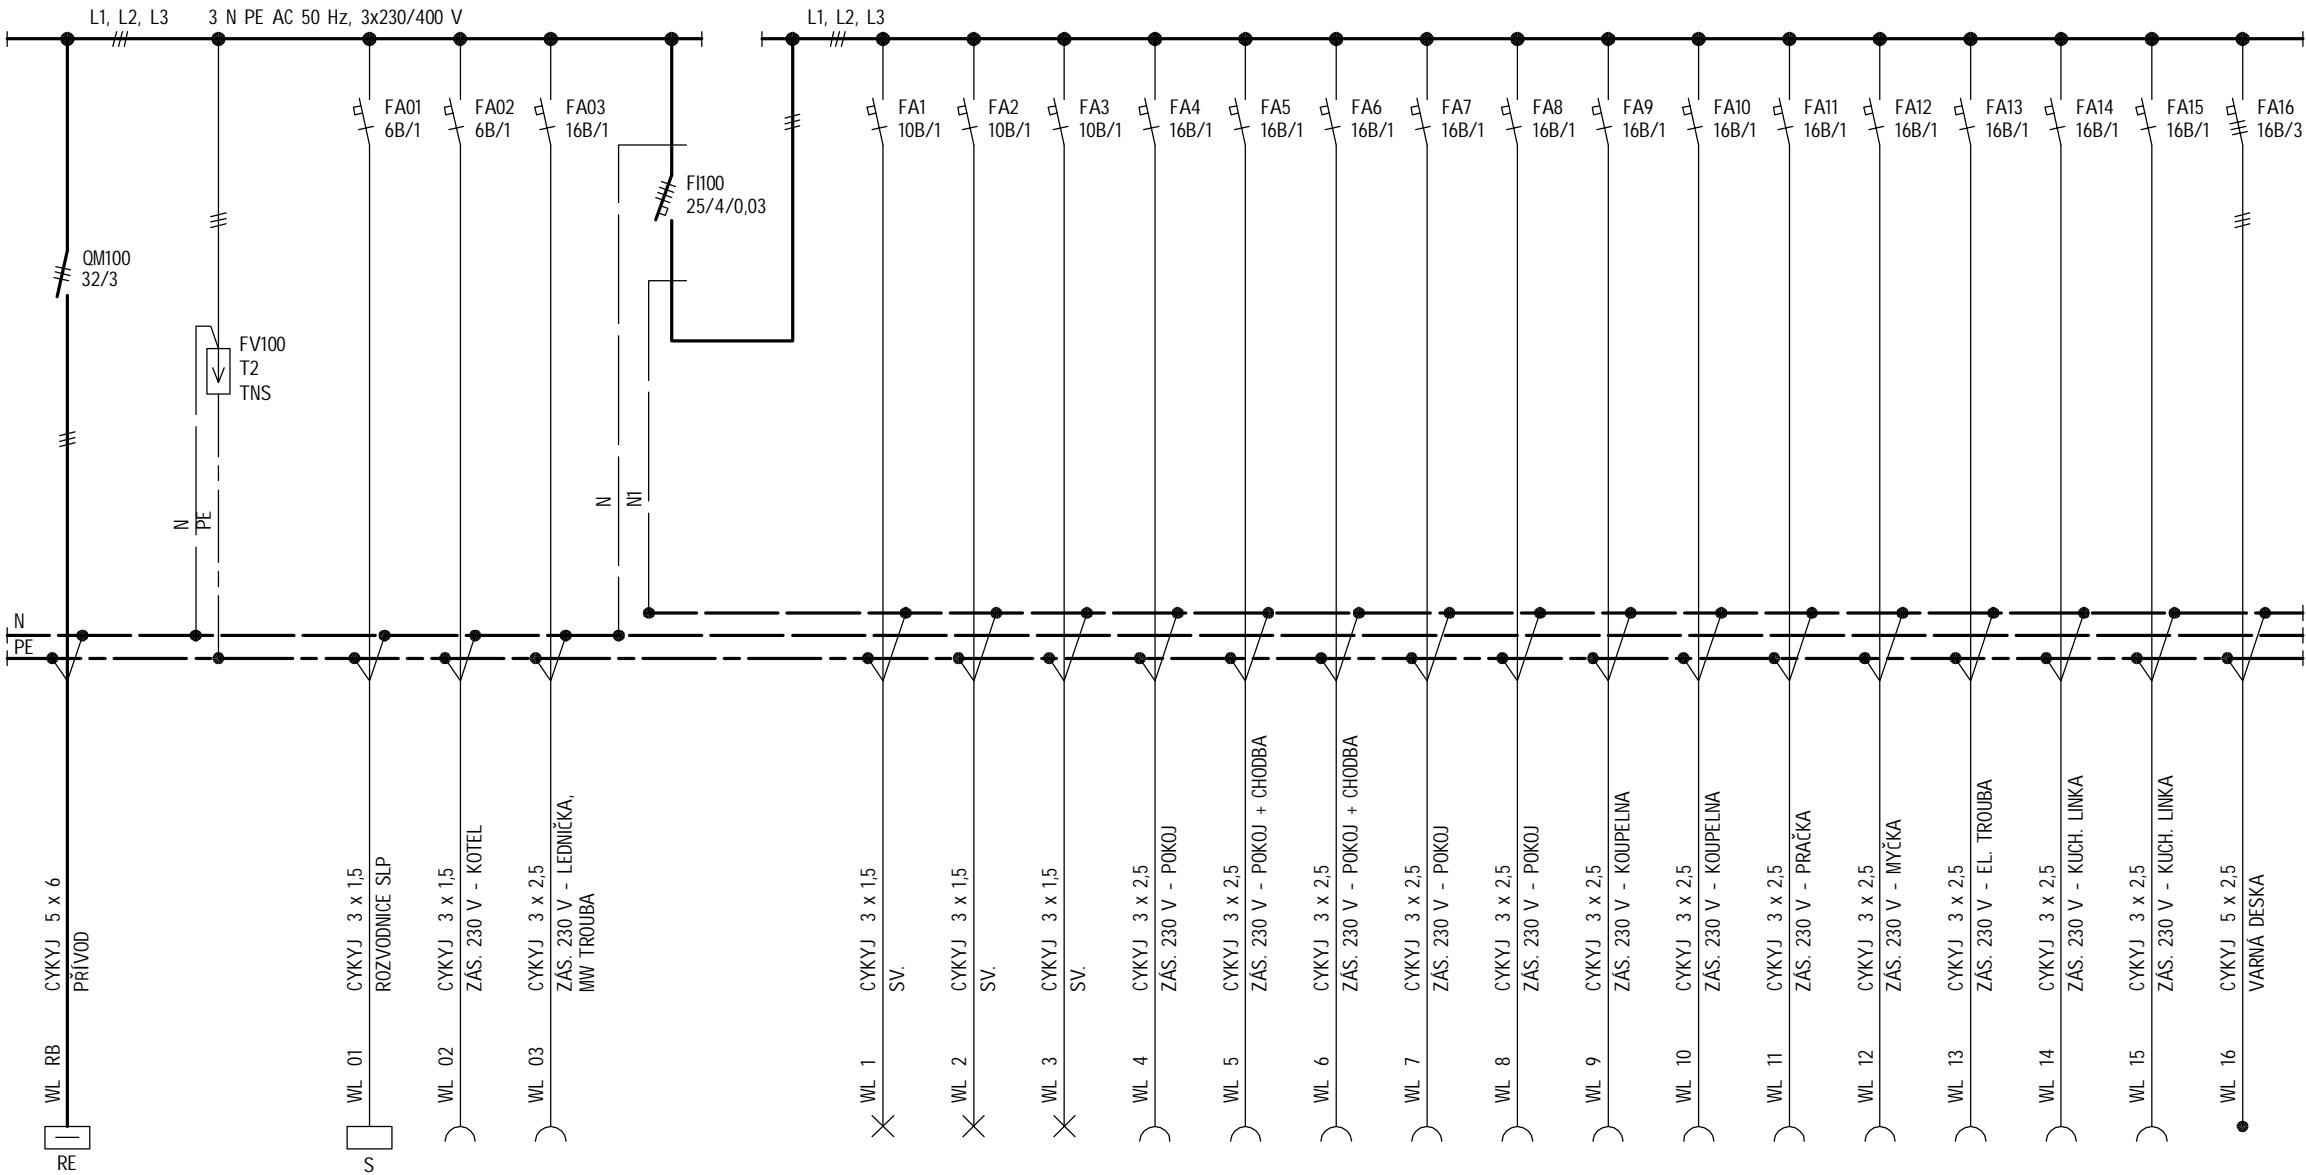 L1, L2, L3
3 N PE AC 50 Hz, 3x230/400 V
L1, L2, L3
FA01
6B/1
FA02
6B/1
FA03
16B/1
FA1
10B/1
FA2
10B/1
FA3
10B/1
FA4
16B/1
FA5
16B/1
FA6
16B/1
FA7
16B/1
FA8
16B/1
FA9
16B/1
FA10
16B/1
FA11
16B/1
FA12
16B/1
FA13
16B/1
FA14
16B/1
FA15
16B/1
FA16
16B/3
FI100
25/4/0,03
QM100
32/3
FV100
T2
TNS
N
PE
N
N1
N
PE
WL RB CYKYJ 5 x 6
PŘÍVOD
WL 01 CYKYJ 3 x 1,5
ROZVODNICE SLP
WL 02 CYKYJ 3 x 1,5
ZÁS. 230 V - KOTEL
WL 03 CYKYJ 3 x 2,5
ZÁS. 230 V - LEDNIČKA,
MW TROUBA
WL 1 CYKYJ 3 x 1,5
SV.
WL 2 CYKYJ 3 x 1,5
SV.
WL 3 CYKYJ 3 x 1,5
SV.
WL 4 CYKYJ 3 x 2,5
ZÁS. 230 V - POKOJ
WL 5 CYKYJ 3 x 2,5
ZÁS. 230 V - POKOJ + CHODBA
WL 6 CYKYJ 3 x 2,5
ZÁS. 230 V - POKOJ + CHODBA
WL 7 CYKYJ 3 x 2,5
ZÁS. 230 V - POKOJ
WL 8 CYKYJ 3 x 2,5
ZÁS. 230 V - POKOJ
WL 9 CYKYJ 3 x 2,5
ZÁS. 230 V - KOUPELNA
WL 10 CYKYJ 3 x 2,5
ZÁS. 230 V - KOUPELNA
WL 11 CYKYJ 3 x 2,5
ZÁS. 230 V - PRAČKA
WL 12 CYKYJ 3 x 2,5
ZÁS. 230 V - MYČKA
WL 13 CYKYJ 3 x 2,5
ZÁS. 230 V - EL. TROUBA
WL 14 CYKYJ 3 x 2,5
ZÁS. 230 V - KUCH. LINKA
WL 15 CYKYJ 3 x 2,5
ZÁS. 230 V - KUCH. LINKA
WL 16 CYKYJ 5 x 2,5
VARNÁ DESKA
RE
S